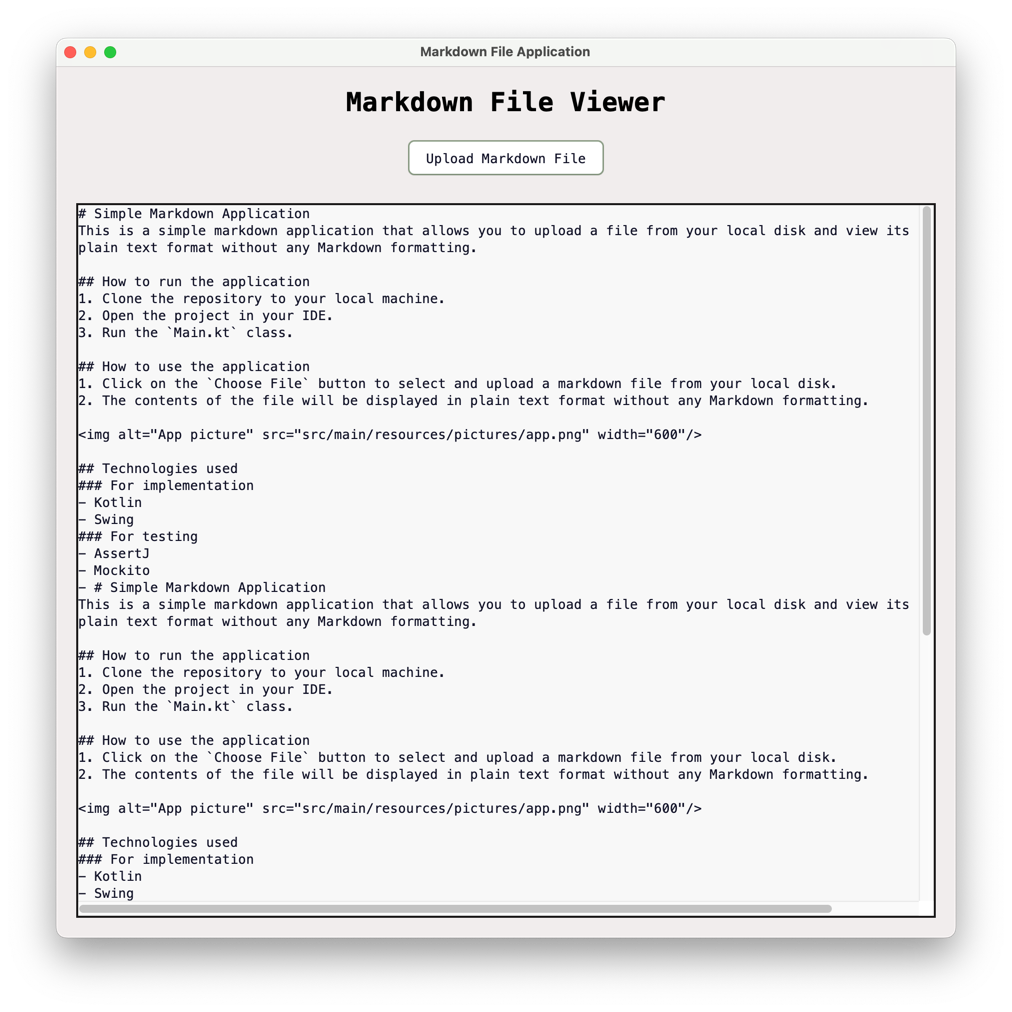 Markdown File Application
Markdown File Viewer
Upload Markdown File
# Simple Markdown Application
This is a simple markdown application that allows you to upload a file from your local disk and view its
plain text format without any Markdown formatting.
## How to run the application
1. Clone the repository to your local machine.
2. Open the project in your IDE.
3. Run the `Main.kt` class.
## How to use the application
1. Click on the `Choose File` button to select and upload a markdown file from your local disk.
2. The contents of the file will be displayed in plain text format without any Markdown formatting.
<img alt="App picture" src="src/main/resources/pictures/app.png" width="600"/>
## Technologies used
### For implementation
- Kotlin
- Swing
### For testing
- AssertJ
- Mockito
- # Simple Markdown Application
This is a simple markdown application that allows you to upload a file from your local disk and view its
plain text format without any Markdown formatting.
## How to run the application
1. Clone the repository to your local machine.
2. Open the project in your IDE.
3. Run the `Main.kt` class.
## How to use the application
1. Click on the `Choose File` button to select and upload a markdown file from your local disk.
2. The contents of the file will be displayed in plain text format without any Markdown formatting.
<img alt="App picture" src="src/main/resources/pictures/app.png" width="600"/>
## Technologies used
### For implementation
- Kotlin
- Swing